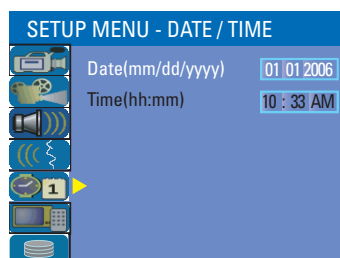 SETUP MENU - DATE / TIME
Date(mm/dd/yyyy) 01 01 2006
Time(hh:mm) 10 : 33 AM
1